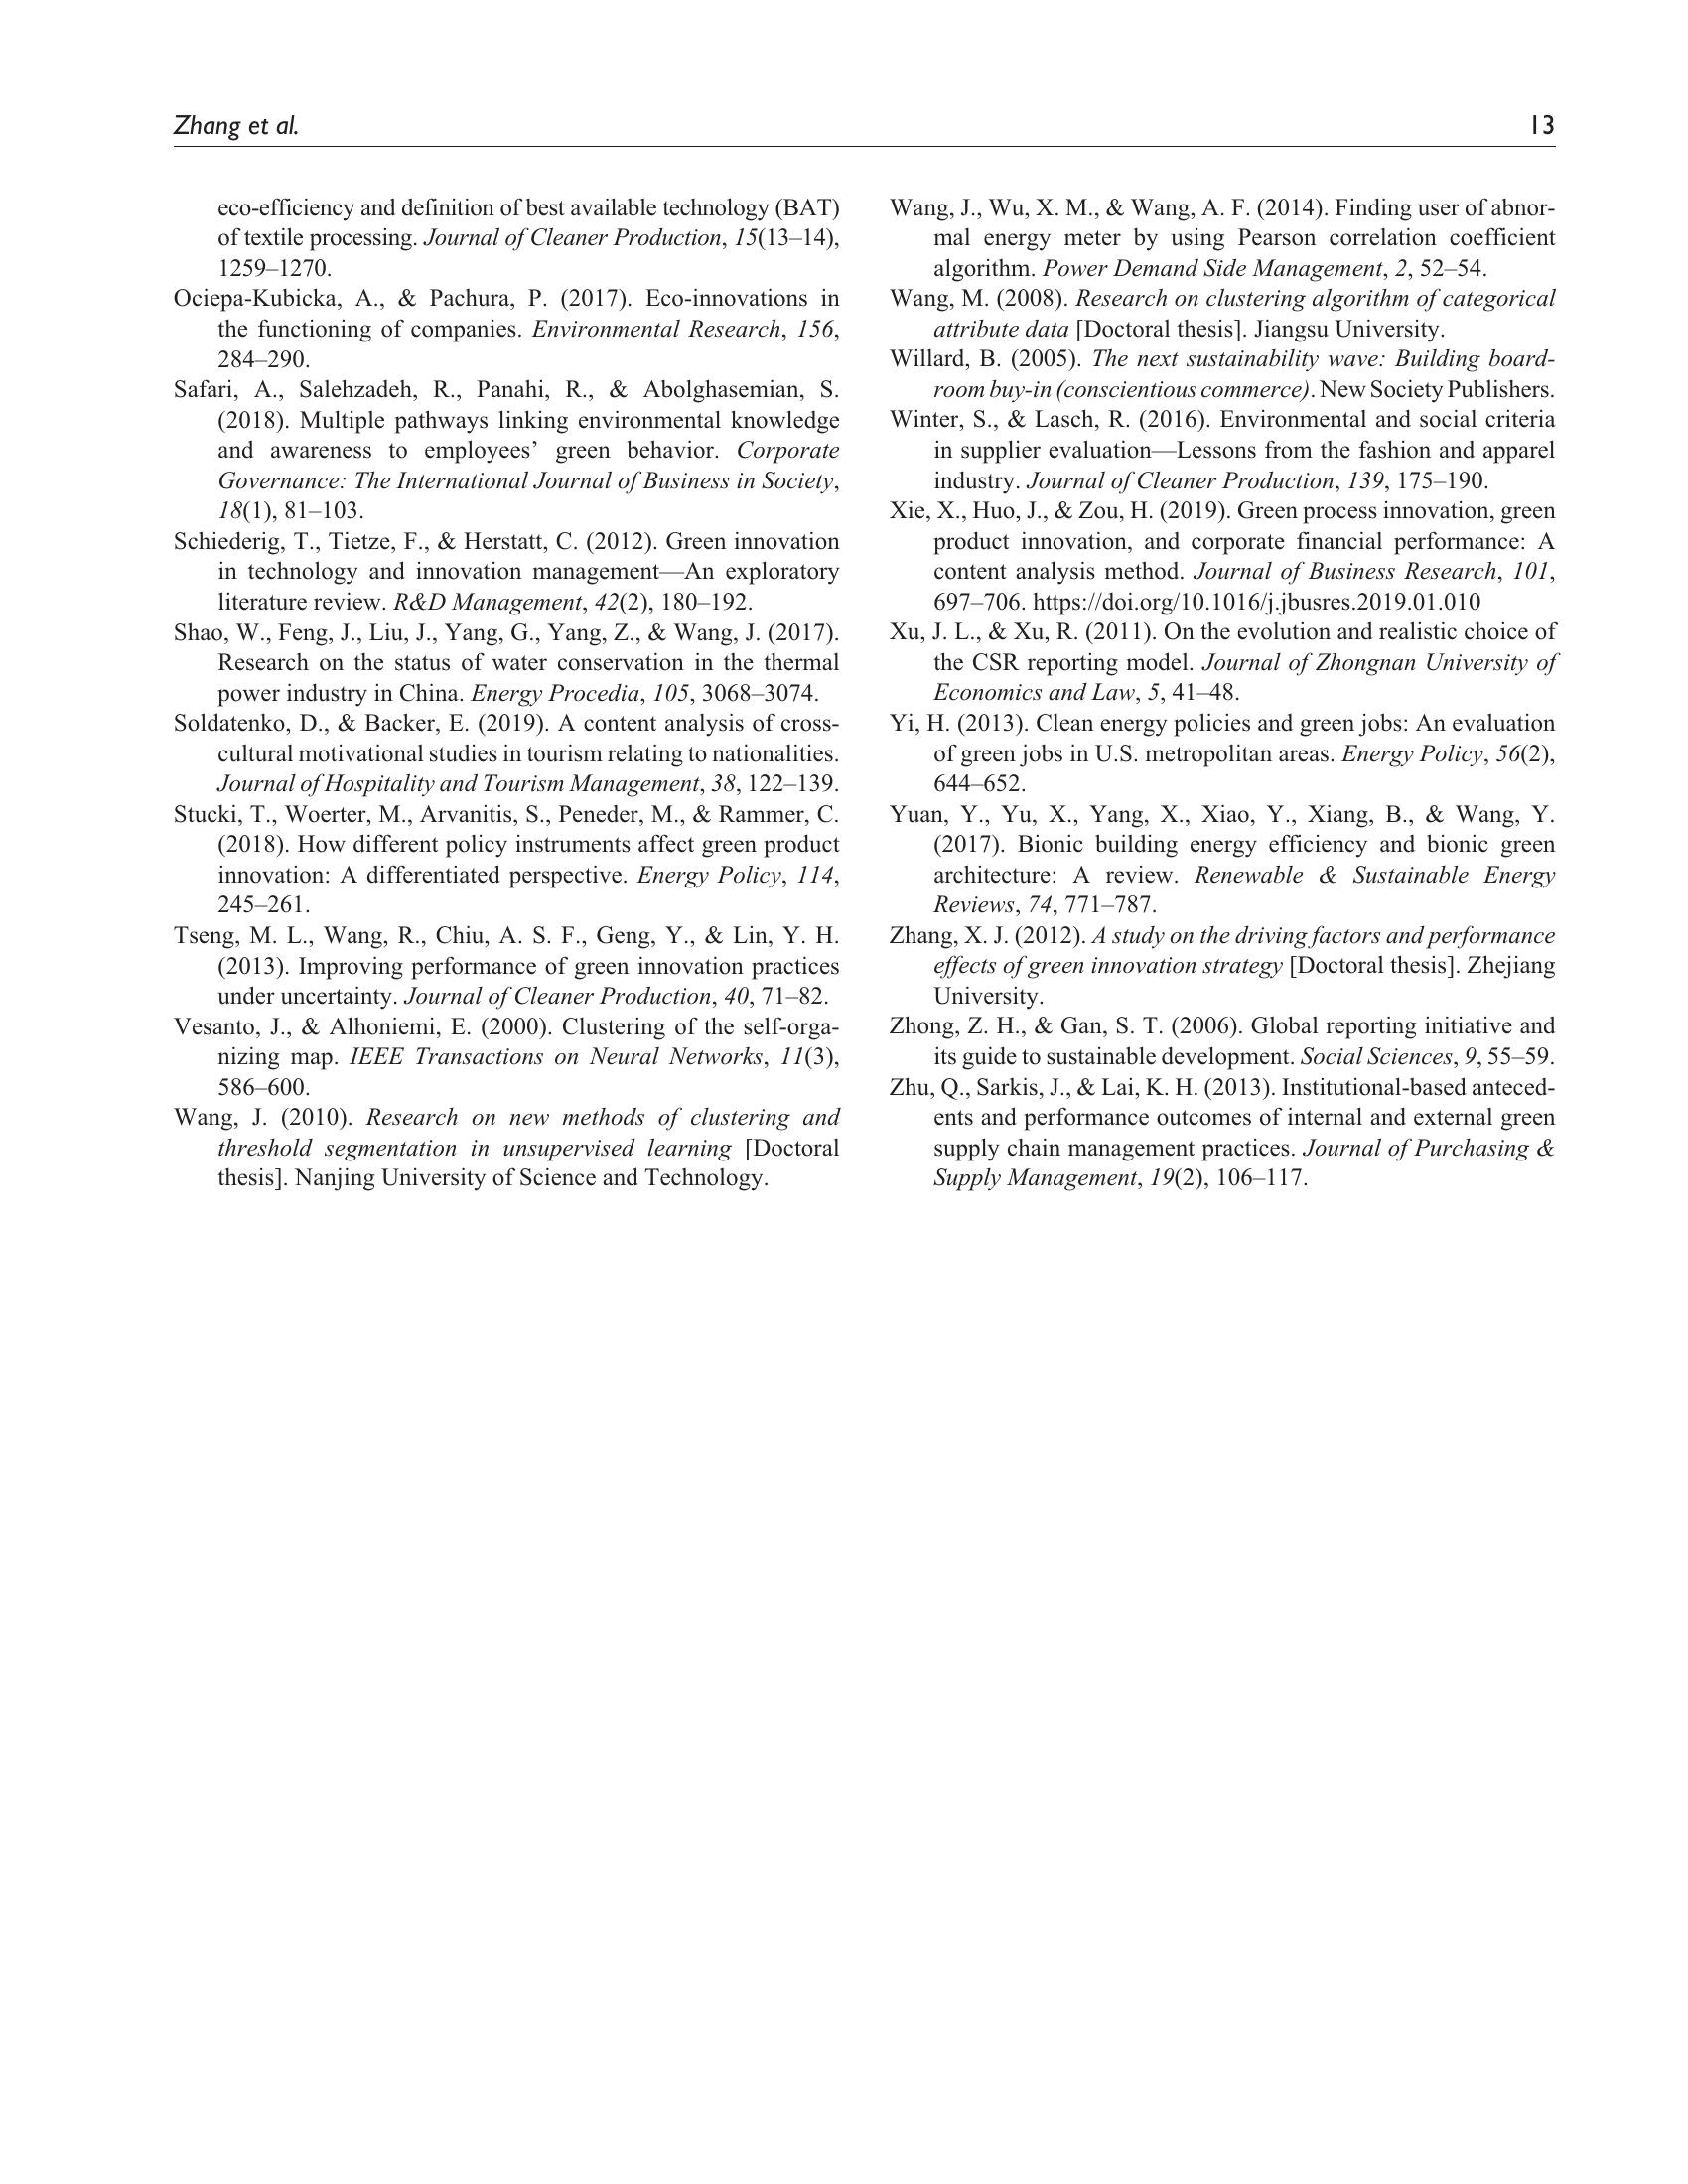 Zhang et al.
13
eco-efficiency and definition of best available technology (BAT)
of textile processing. Journal of Cleaner Production, 15(13–14),
1259–1270.
Ociepa-Kubicka, A., & Pachura, P. (2017). Eco-innovations in
the functioning of companies. Environmental Research, 156,
284–290.
Safari, A., Salehzadeh, R., Panahi, R., & Abolghasemian, S.
(2018). Multiple pathways linking environmental knowledge
and awareness to employees’ green behavior. Corporate
Governance: The International Journal of Business in Society,
18(1), 81–103.
Schiederig, T., Tietze, F., & Herstatt, C. (2012). Green innovation
in technology and innovation management—An exploratory
literature review. R&D Management, 42(2), 180–192.
Shao, W., Feng, J., Liu, J., Yang, G., Yang, Z., & Wang, J. (2017).
Research on the status of water conservation in the thermal
power industry in China. Energy Procedia, 105, 3068–3074.
Soldatenko, D., & Backer, E. (2019). A content analysis of cross-
cultural motivational studies in tourism relating to nationalities.
Journal of Hospitality and Tourism Management, 38, 122–139.
Stucki, T., Woerter, M., Arvanitis, S., Peneder, M., & Rammer, C.
(2018). How different policy instruments affect green product
innovation: A differentiated perspective. Energy Policy, 114,
245–261.
Tseng, M. L., Wang, R., Chiu, A. S. F., Geng, Y., & Lin, Y. H.
(2013). Improving performance of green innovation practices
under uncertainty. Journal of Cleaner Production, 40, 71–82.
Vesanto, J., & Alhoniemi, E. (2000). Clustering of the self-orga-
nizing map. IEEE Transactions on Neural Networks, 11(3),
586–600.
Wang, J. (2010). Research on new methods of clustering and
threshold segmentation in unsupervised learning [Doctoral
thesis]. Nanjing University of Science and Technology.
Wang, J., Wu, X. M., & Wang, A. F. (2014). Finding user of abnor-
mal energy meter by using Pearson correlation coefficient
algorithm. Power Demand Side Management, 2, 52–54.
Wang, M. (2008). Research on clustering algorithm of categorical
attribute data [Doctoral thesis]. Jiangsu University.
Willard, B. (2005). The next sustainability wave: Building board-
room buy-in (conscientious commerce). New Society Publishers.
Winter, S., & Lasch, R. (2016). Environmental and social criteria
in supplier evaluation—Lessons from the fashion and apparel
industry. Journal of Cleaner Production, 139, 175–190.
Xie, X., Huo, J., & Zou, H. (2019). Green process innovation, green
product innovation, and corporate financial performance: A
content analysis method. Journal of Business Research, 101,
697–706. https://doi.org/10.1016/j.jbusres.2019.01.010
Xu, J. L., & Xu, R. (2011). On the evolution and realistic choice of
the CSR reporting model. Journal of Zhongnan University of
Economics and Law, 5, 41–48.
Yi, H. (2013). Clean energy policies and green jobs: An evaluation
of green jobs in U.S. metropolitan areas. Energy Policy, 56(2),
644–652.
Yuan, Y., Yu, X., Yang, X., Xiao, Y., Xiang, B., & Wang, Y.
(2017). Bionic building energy efficiency and bionic green
architecture: A review. Renewable & Sustainable Energy
Reviews, 74, 771–787.
Zhang, X. J. (2012). A study on the driving factors and performance
effects of green innovation strategy [Doctoral thesis]. Zhejiang
University.
Zhong, Z. H., & Gan, S. T. (2006). Global reporting initiative and
its guide to sustainable development. Social Sciences, 9, 55–59.
Zhu, Q., Sarkis, J., & Lai, K. H. (2013). Institutional-based anteced-
ents and performance outcomes of internal and external green
supply chain management practices. Journal of Purchasing &
Supply Management, 19(2), 106–117.